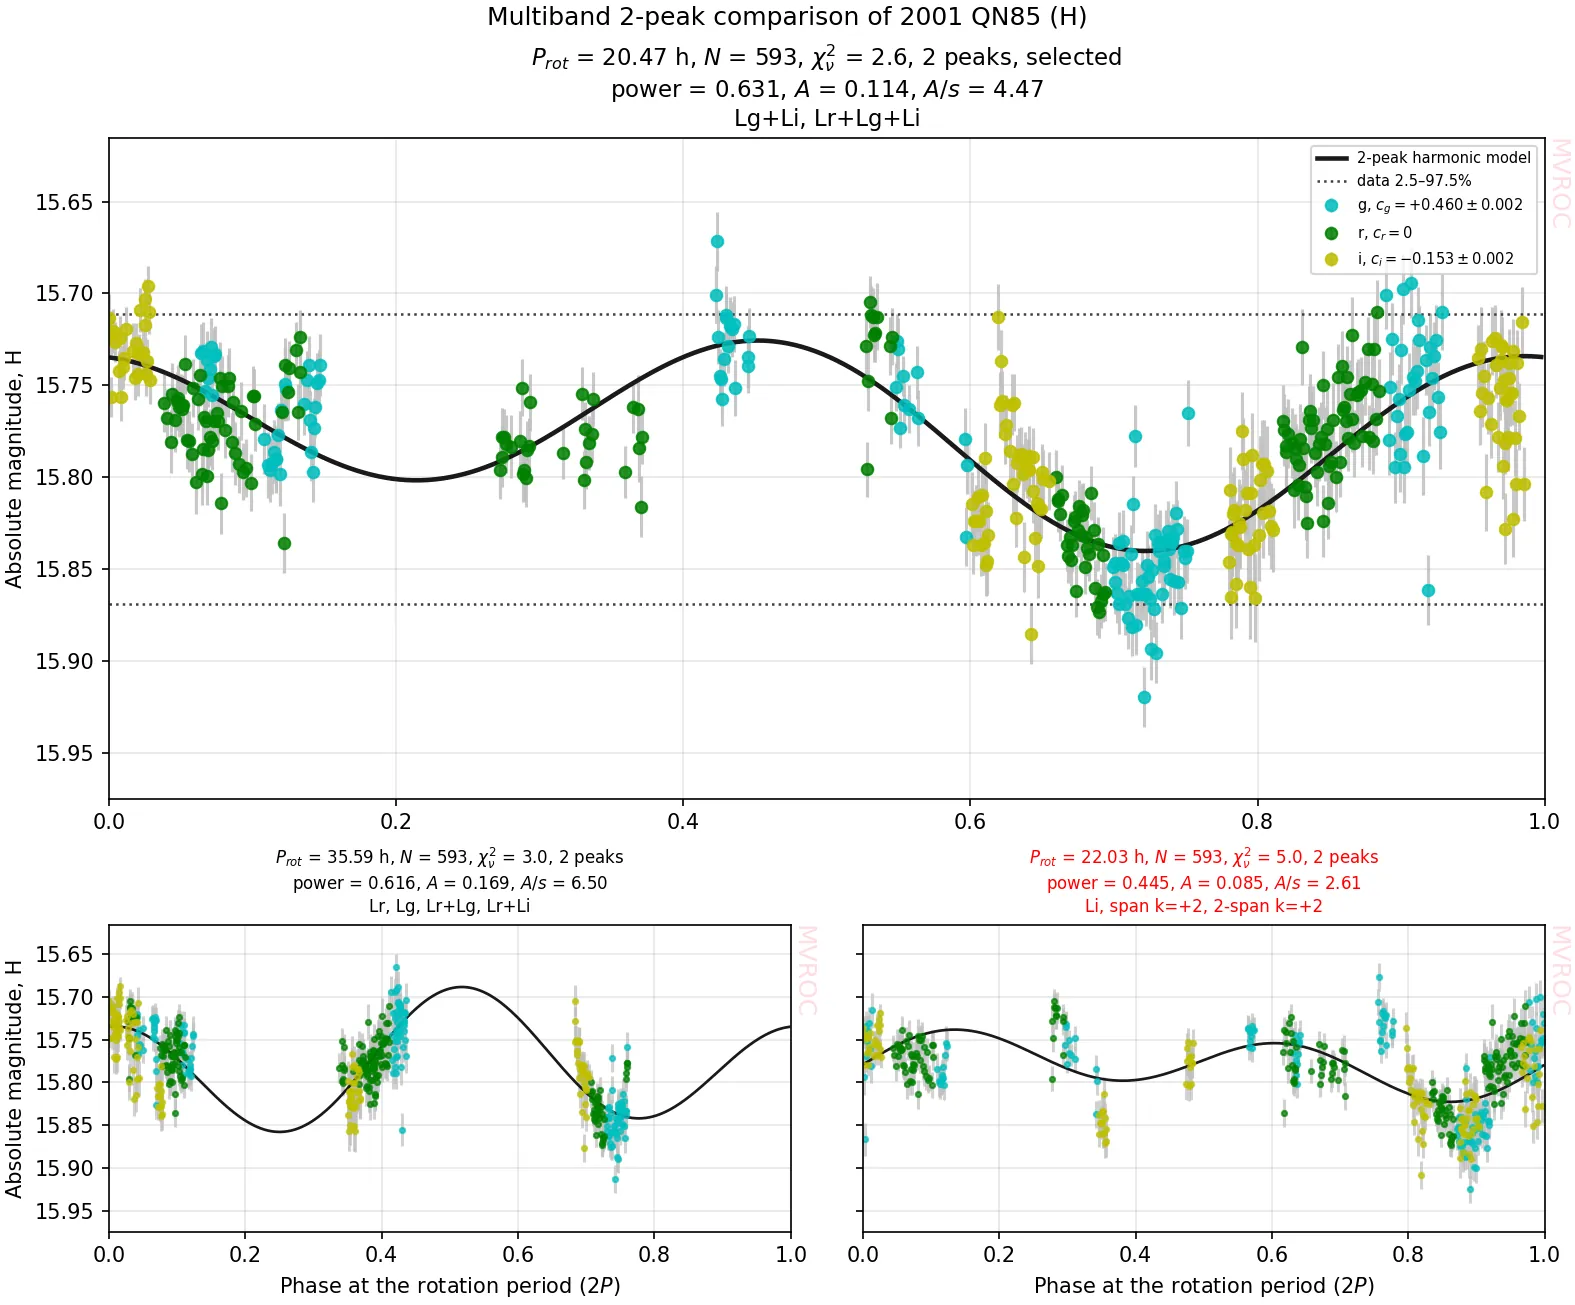 Multiband 2-peak comparison of 2001 QN85 (H)
P_rot = 20.47 h, N = 593, χ²_ν = 2.6, 2 peaks, selected
power = 0.631, A = 0.114, A/s = 4.47
Lg+Li, Lr+Lg+Li
2-peak harmonic model
data 2.5–97.5%
g, c_g = +0.460 ± 0.002
r, c_r = 0
i, c_i = −0.153 ± 0.002
MVROC
Absolute magnitude, H
15.65
15.70
15.75
15.80
15.85
15.90
15.95
0.0 0.2 0.4 0.6 0.8 1.0
P_rot = 35.59 h, N = 593, χ²_ν = 3.0, 2 peaks
power = 0.616, A = 0.169, A/s = 6.50
Lr, Lg, Lr+Lg, Lr+Li
MVROC
Absolute magnitude, H
15.65
15.70
15.75
15.80
15.85
15.90
15.95
0.0 0.2 0.4 0.6 0.8 1.0
Phase at the rotation period (2P)
P_rot = 22.03 h, N = 593, χ²_ν = 5.0, 2 peaks
power = 0.445, A = 0.085, A/s = 2.61
Li, span k=+2, 2-span k=+2
MVROC
0.0 0.2 0.4 0.6 0.8 1.0
Phase at the rotation period (2P)